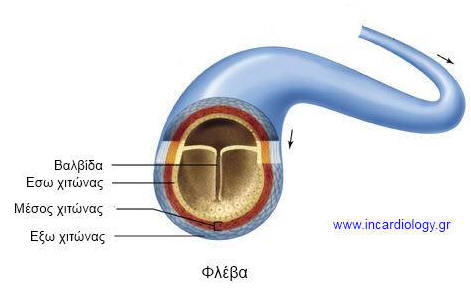 Βαλβίδα
Εσω χιτώνας
Μέσος χιτώνας
Εξω χιτώνας
www.incardiology.gr
Φλέβα